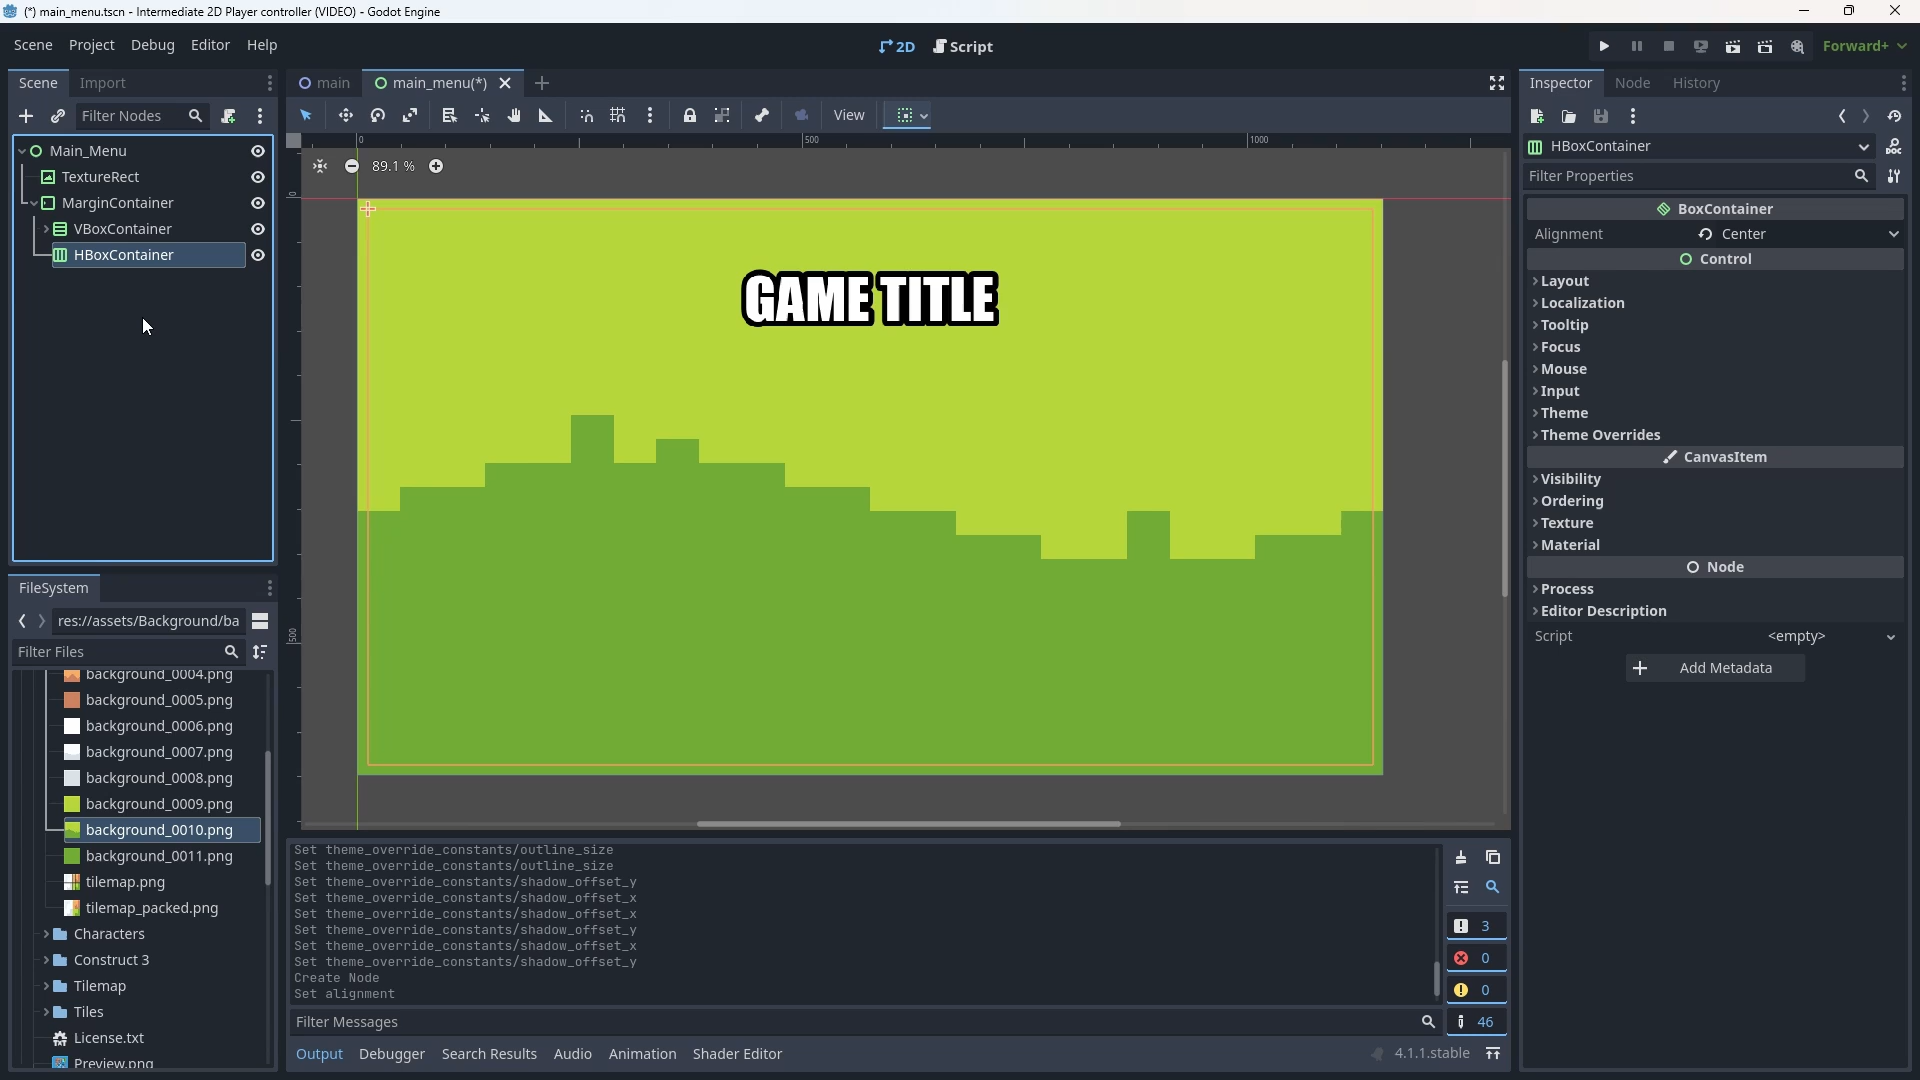 (*) main_menu.tscn - Intermediate 2D Player controller (VIDEO) - Godot Engine
Scene Project Debug Editor Help
2D Script
Forward+
Scene Import
Filter Nodes
Main_Menu
TextureRect
MarginContainer
VBoxContainer
HBoxContainer
main main_menu(*)
View
0 500 1000
89.1 %
0
500
GAME TITLE
FileSystem
res://assets/Background/ba
Filter Files
background_0004.png
background_0005.png
background_0006.png
background_0007.png
background_0008.png
background_0009.png
background_0010.png
background_0011.png
tilemap.png
tilemap_packed.png
Characters
Construct 3
Tilemap
Tiles
License.txt
Preview.png
Set theme_override_constants/outline_size
Set theme_override_constants/outline_size
Set theme_override_constants/shadow_offset_y
Set theme_override_constants/shadow_offset_x
Set theme_override_constants/shadow_offset_x
Set theme_override_constants/shadow_offset_y
Set theme_override_constants/shadow_offset_x
Set theme_override_constants/shadow_offset_y
Create Node
Set alignment
3
0
0
46
Filter Messages
Output Debugger Search Results Audio Animation Shader Editor
4.1.1.stable
Inspector Node History
HBoxContainer
Filter Properties
BoxContainer
Alignment Center
Control
Layout
Localization
Tooltip
Focus
Mouse
Input
Theme
Theme Overrides
CanvasItem
Visibility
Ordering
Texture
Material
Node
Process
Editor Description
Script <empty>
Add Metadata